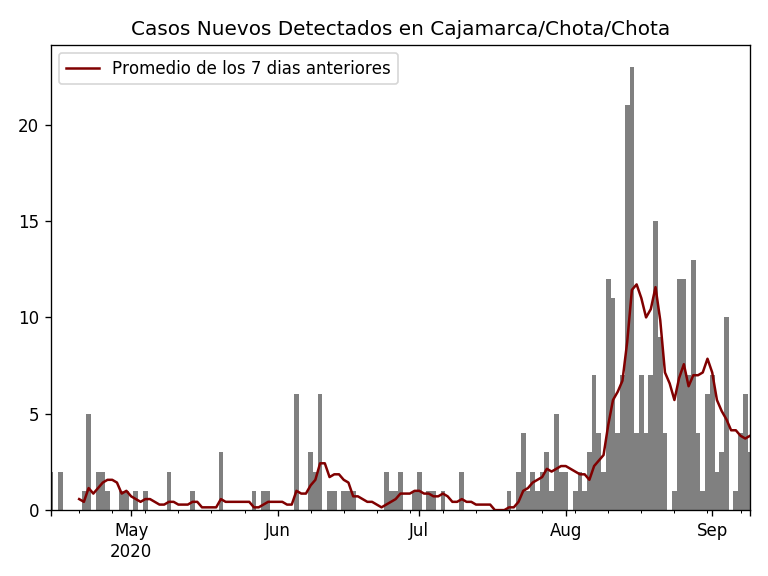 Casos Nuevos Detectados en Cajamarca/Chota/Chota
Promedio de los 7 dias anteriores
20
15
10
5
0
May Jun Jul Aug Sep
2020